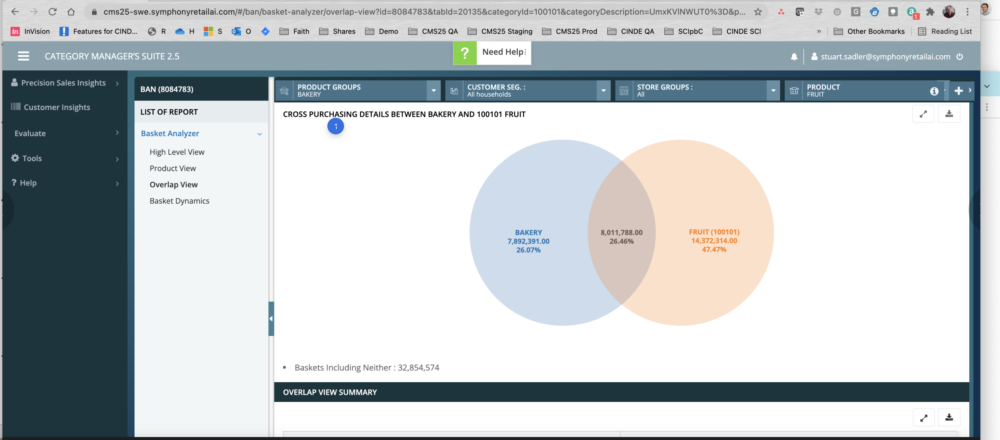 cms25-swe.symphonyretailai.com/#/ban/basket-analyzer/overlap-view?id=8084783&tabId=20135&categoryId=100101&categoryDescription=UmxKVlNWUT0%3D&p...
InVision
Features for CIND...
R
H
S
O
Faith
Shares
Demo
CMS25 QA
CMS25 Staging
CMS25 Prod
CINDE QA
SCIpbC
CINDE SCI
»
Other Bookmarks
Reading List
CATEGORY MANAGER'S SUITE 2.5
? Need Help
stuart.sadler@symphonyretailai.com
Precision Sales Insights
Customer Insights
Evaluate
Tools
? Help
BAN (8084783)
LIST OF REPORT
Basket Analyzer
High Level View
Product View
Overlap View
Basket Dynamics
PRODUCT GROUPS
BAKERY
CUSTOMER SEG. :
All households
STORE GROUPS :
All
PRODUCT
FRUIT
CROSS PURCHASING DETAILS BETWEEN BAKERY AND 100101 FRUIT
1
BAKERY
7,892,391.00
26.07%
8,011,788.00
26.46%
FRUIT (100101)
14,372,314.00
47.47%
• Baskets Including Neither : 32,854,574
OVERLAP VIEW SUMMARY